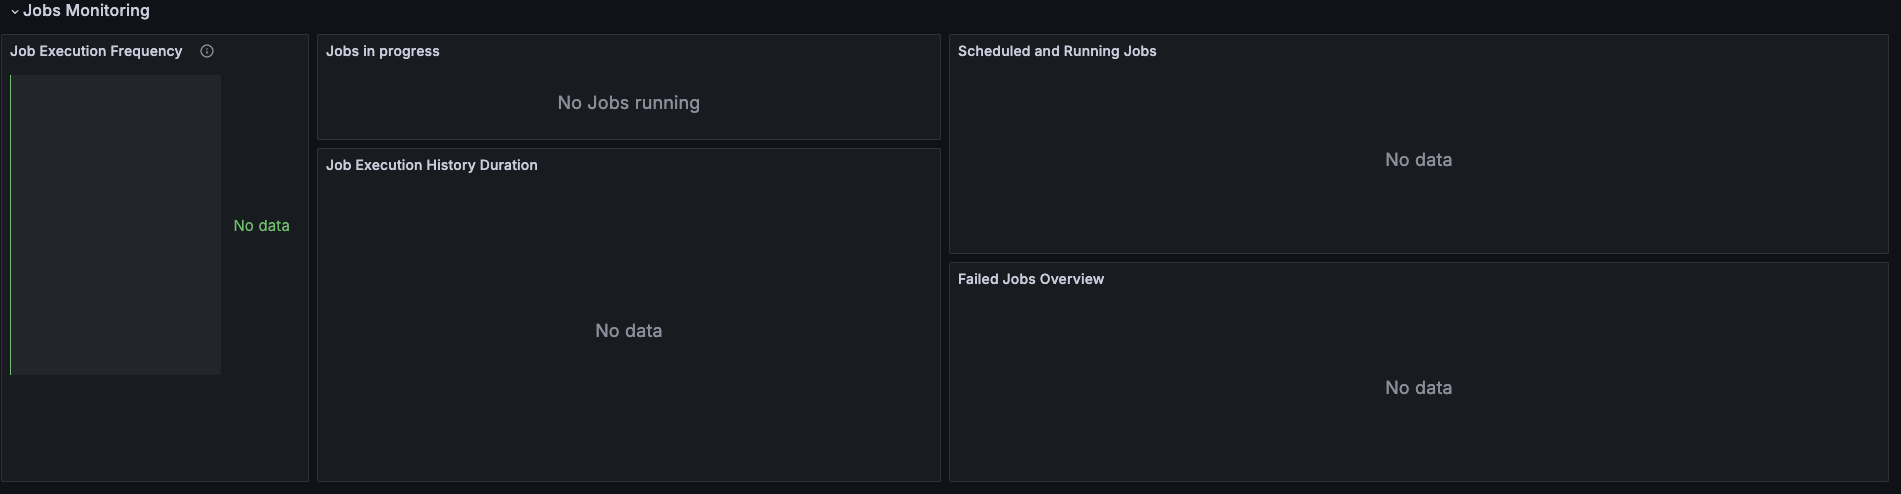 Jobs Monitoring
Job Execution Frequency
No data
Jobs in progress
No Jobs running
Job Execution History Duration
No data
Scheduled and Running Jobs
No data
Failed Jobs Overview
No data